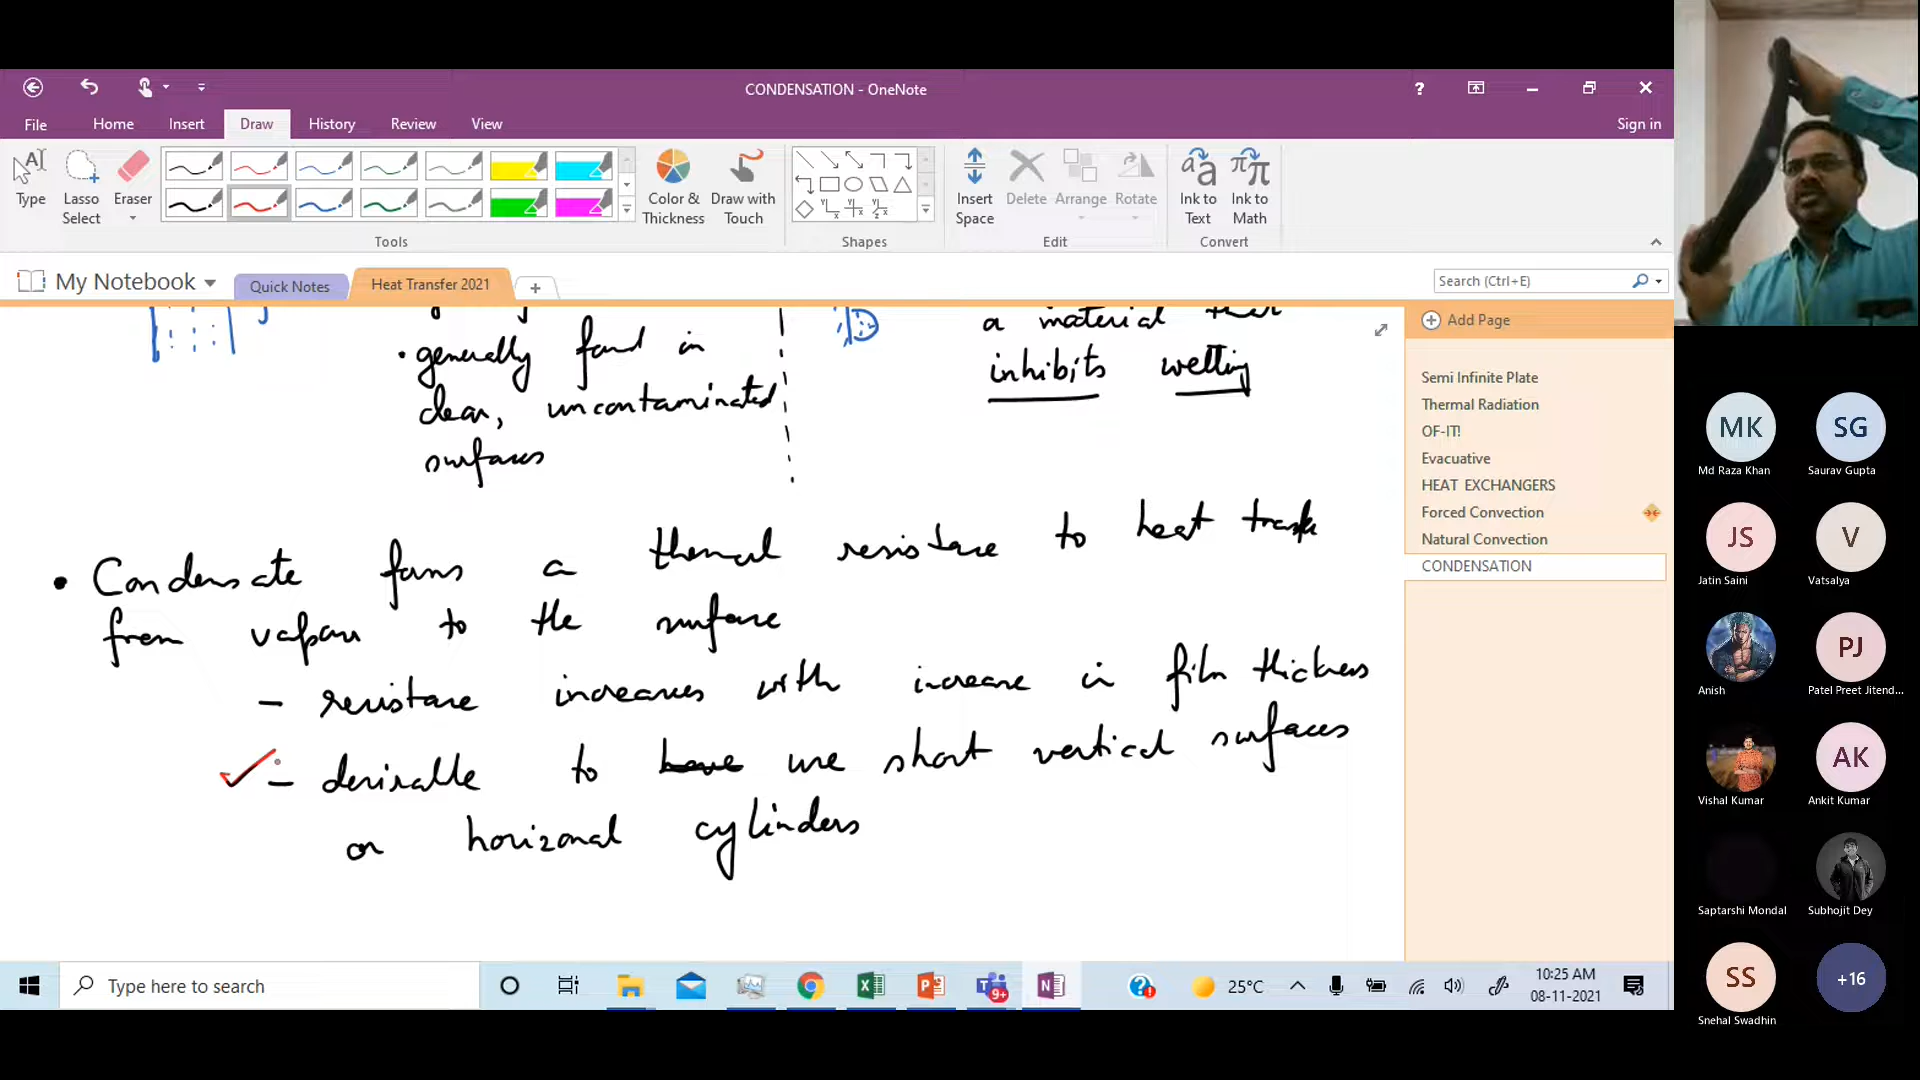 CONDENSATION - OneNote
?
File Home Insert Draw History Review View
Sign in
Type
Lasso Select
Eraser
Color & Thickness
Draw with Touch
Insert Space
Delete
Arrange
Rotate
Ink to Text
Ink to Math
Tools
Shapes
Edit
Convert
My Notebook
Quick Notes
Heat Transfer 2021
Search (Ctrl+E)
• generally found in
clean, uncontaminated
surfaces
a material that
inhibits wetting
• Condensate forms a thermal resistance to heat transfer
from vapour to the surface
- resistance increases with increase in film thickness
- desirable to have use short vertical surfaces
or horizonal cylinders
Add Page
Semi Infinite Plate
Thermal Radiation
OF-IT!
Evacuative
HEAT EXCHANGERS
Forced Convection
Natural Convection
CONDENSATION
MK
Md Raza Khan
SG
Saurav Gupta
JS
Jatin Saini
V
Vatsalya
Anish
PJ
Patel Preet Jitend...
Vishal Kumar
AK
Ankit Kumar
Saptarshi Mondal
Subhojit Dey
SS
Snehal Swadhin
+16
Type here to search
9+
25°C
10:25 AM
08-11-2021